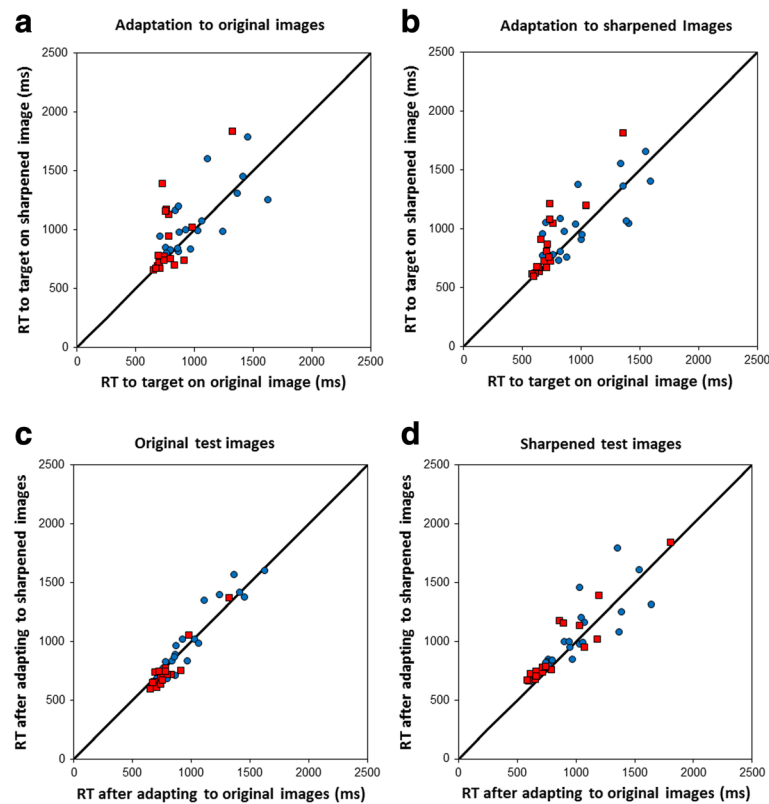 a
Adaptation to original images
RT to target on sharpened image (ms)
2500
2000
1500
1000
500
0
0 500 1000 1500 2000 2500
RT to target on original image (ms)
b
Adaptation to sharpened Images
RT to target on sharpened image (ms)
2500
2000
1500
1000
500
0
0 500 1000 1500 2000 2500
RT to target on original image (ms)
c
Original test images
RT after adapting to sharpened images
2500
2000
1500
1000
500
0
0 500 1000 1500 2000 2500
RT after adapting to original images (ms)
d
Sharpened test images
RT after adapting to sharpened images
2500
2000
1500
1000
500
0
0 500 1000 1500 2000 2500
RT after adapting to original images (ms)